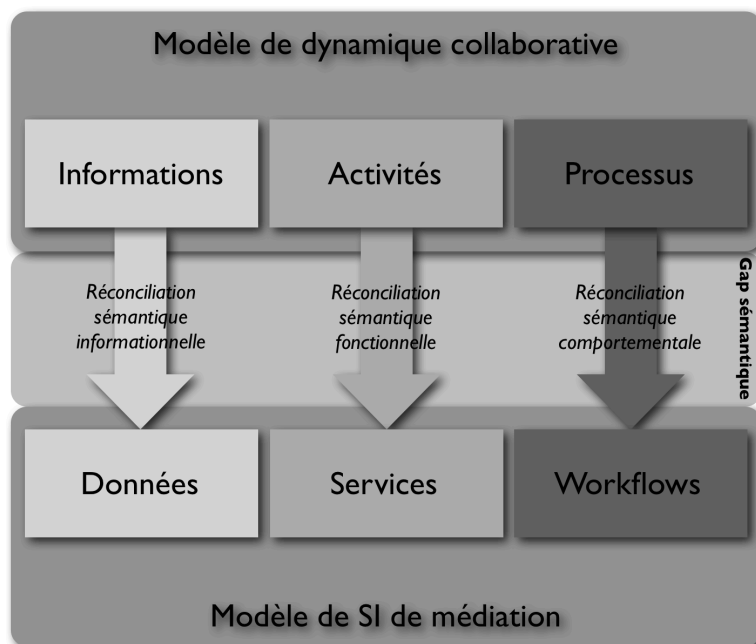 Modèle de dynamique collaborative
Informations
Activités
Processus
Réconciliation
sémantique
informationnelle
Réconciliation
sémantique
fonctionnelle
Réconciliation
sémantique
comportementale
Gap sémantique
Données
Services
Workflows
Modèle de SI de médiation